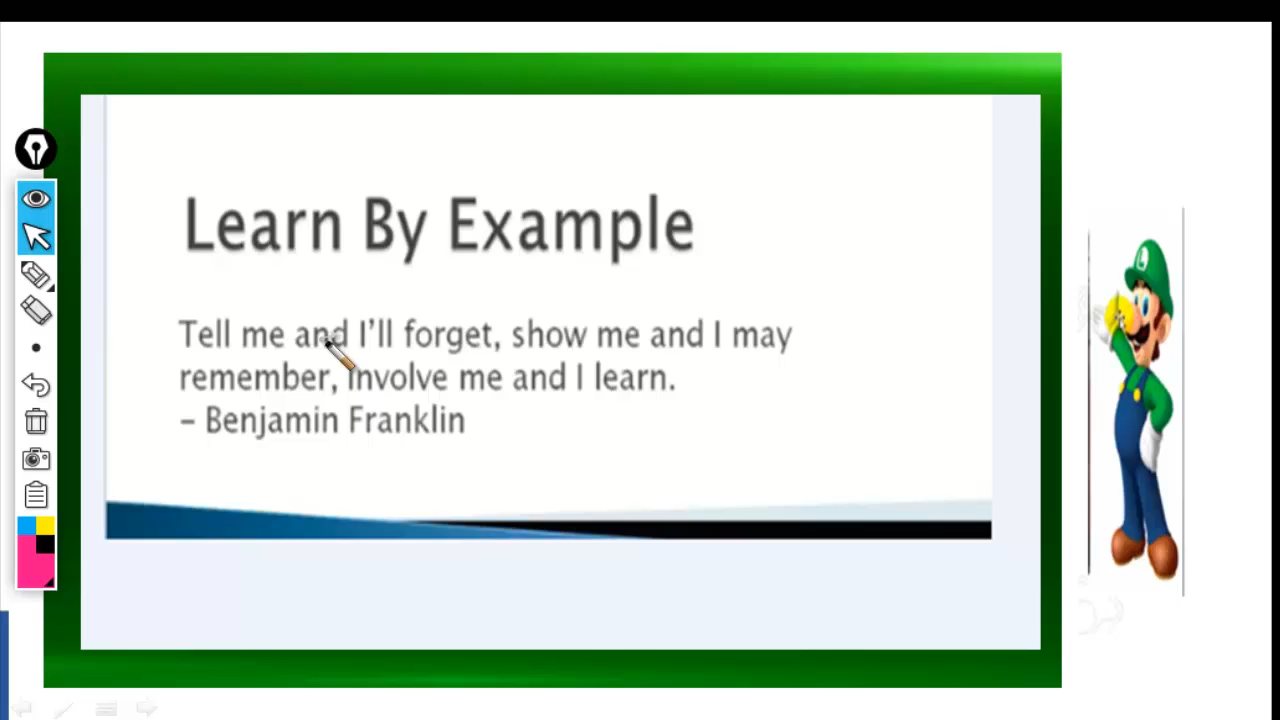 Learn By Example
Tell me and I'll forget, show me and I may
remember, involve me and I learn.
– Benjamin Franklin
L